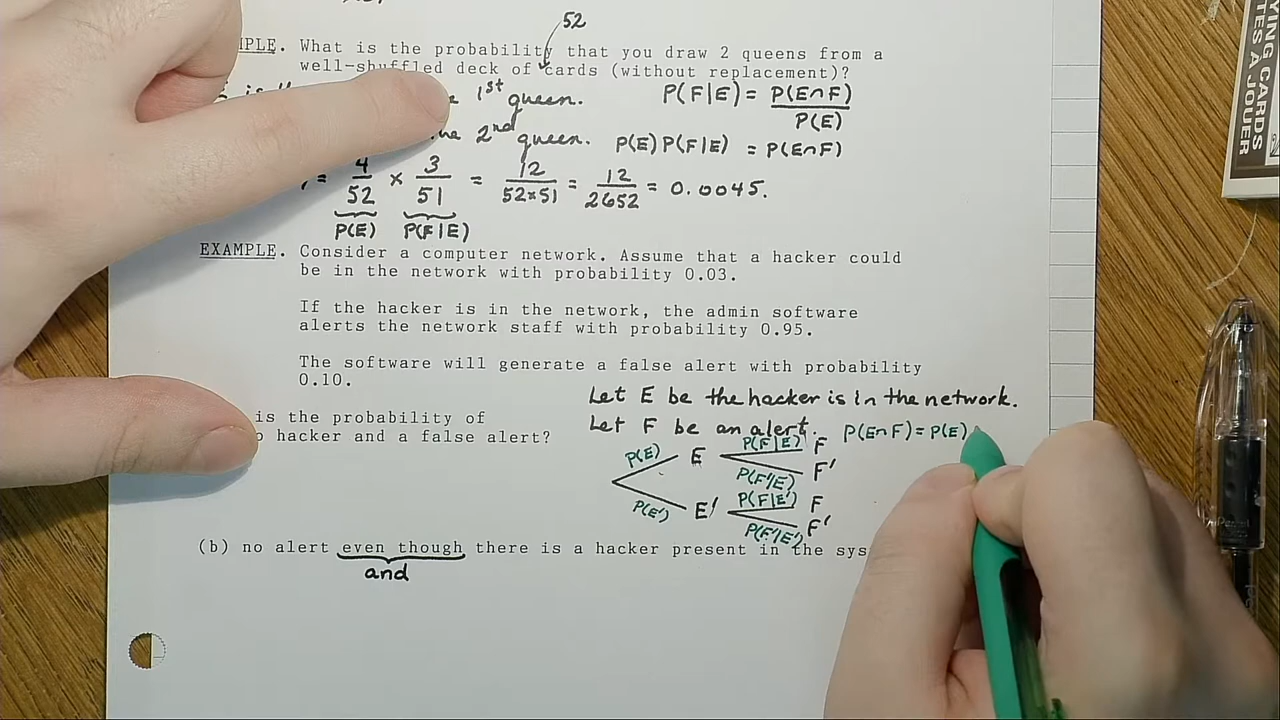 52
MPLE. What is the probability that you draw 2 queens from a
well-shuffled deck of cards (without replacement)?
1st queen. P(F|E) = P(E∩F) / P(E)
the 2nd queen. P(E)P(F|E) = P(E∩F)
= 4/52 × 3/51 = 12/52×51 = 12/2652 = 0.0045.
P(E) P(F|E)
EXAMPLE. Consider a computer network. Assume that a hacker could
be in the network with probability 0.03.
If the hacker is in the network, the admin software
alerts the network staff with probability 0.95.
The software will generate a false alert with probability
0.10.
Let E be the hacker is in the network.
is the probability of
Let F be an alert. P(E∩F) = P(E)
hacker and a false alert?
P(E) E P(F|E) F
P(F'|E) F'
P(E') E' P(F|E') F
P(F'|E') F'
(b) no alert even though there is a hacker present in the sys
and
YING CARDS
TES A JOUER